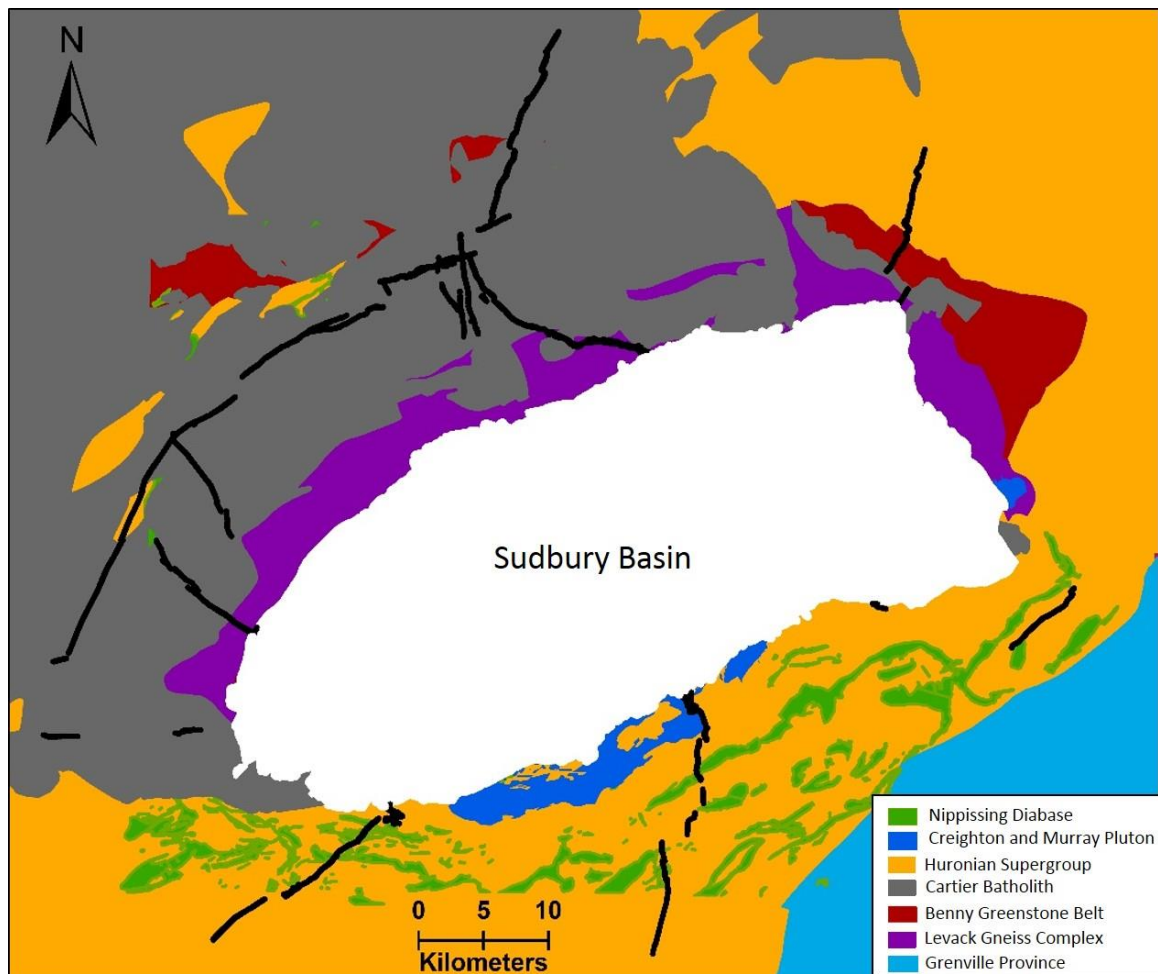 N
Sudbury Basin
Nippissing Diabase
Creighton and Murray Pluton
Huronian Supergroup
Cartier Batholith
Benny Greenstone Belt
Levack Gneiss Complex
Grenville Province
0 5 10
Kilometers